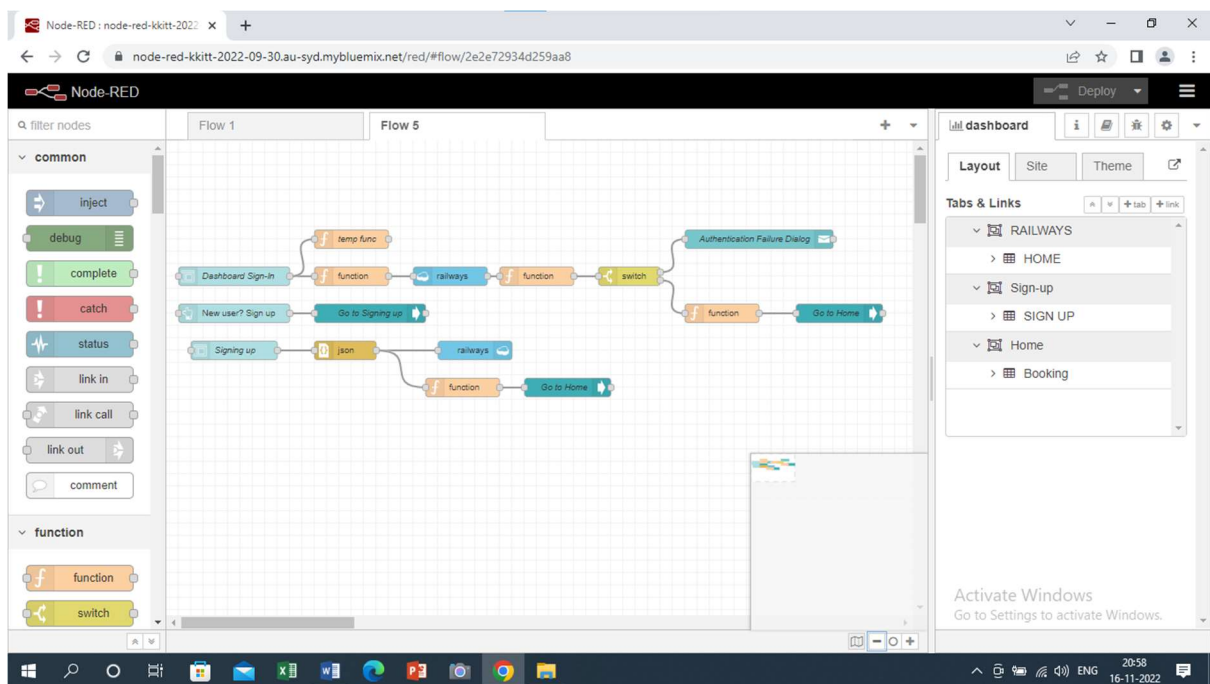 Node-RED : node-red-kkitt-2022
node-red-kkitt-2022-09-30.au-syd.mybluemix.net/red/#flow/2e2e72934d259aa8
Node-RED
Deploy
filter nodes
Flow 1
Flow 5
dashboard
common
inject
debug
complete
catch
status
link in
link call
link out
comment
function
function
switch
temp func
Authentication Failure Dialog
Dashboard Sign-In
function
railways
function
switch
New user? Sign up
Go to Signing up
function
Go to Home
Signing up
json
railways
function
Go to Home
Layout
Site
Theme
Tabs & Links
+ tab
+ link
RAILWAYS
HOME
Sign-up
SIGN UP
Home
Booking
Activate Windows
Go to Settings to activate Windows.
ENG
20:58
16-11-2022